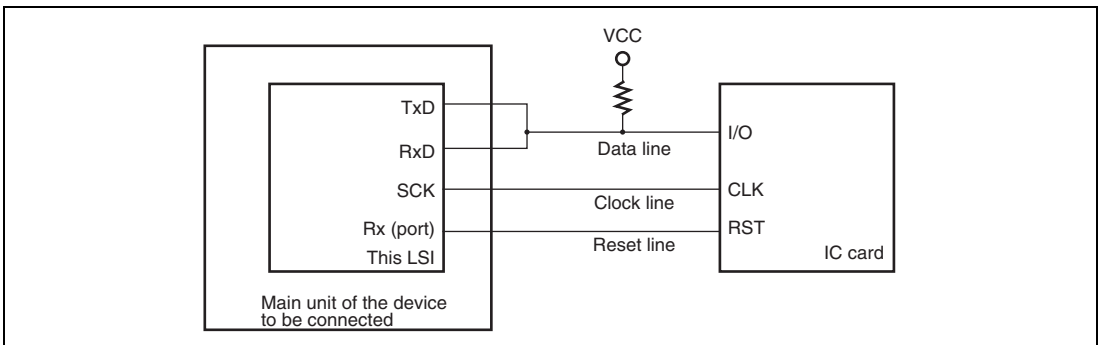 VCC
TxD
RxD
SCK
Rx (port)
This LSI
Main unit of the device
to be connected
Data line
Clock line
Reset line
I/O
CLK
RST
IC card